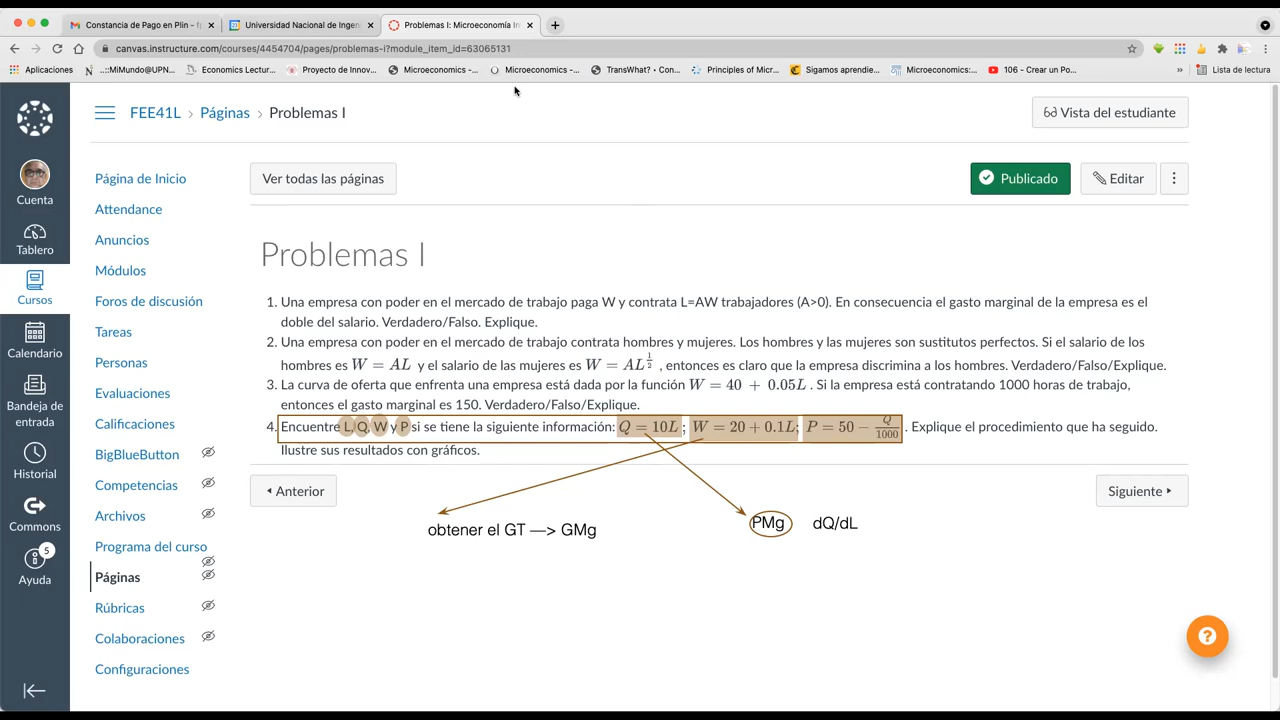 Constancia de Pago en Plin - f
Universidad Nacional de Ingen
Problemas I: Microeconomía In
canvas.instructure.com/courses/4454704/pages/problemas-i?module_item_id=63065131
Aplicaciones
..::MiMundo@UPN...
Economics Lectur...
Proyecto de Innov...
Microeconomics -...
Microeconomics -...
TransWhat? • Con...
Principles of Micr...
Sigamos aprendie...
Microeconomics:...
106 - Crear un Po...
»
Lista de lectura
FEE41L › Páginas › Problemas I
Vista del estudiante
Cuenta
Tablero
Cursos
Calendario
Bandeja de
entrada
Historial
Commons
5
Ayuda
Página de Inicio
Attendance
Anuncios
Módulos
Foros de discusión
Tareas
Personas
Evaluaciones
Calificaciones
BigBlueButton
Competencias
Archivos
Programa del curso
Páginas
Rúbricas
Colaboraciones
Configuraciones
Ver todas las páginas
Publicado
Editar
Problemas I
1. Una empresa con poder en el mercado de trabajo paga W y contrata L=AW trabajadores (A>0). En consecuencia el gasto marginal de la empresa es el
doble del salario. Verdadero/Falso. Explique.
2. Una empresa con poder en el mercado de trabajo contrata hombres y mujeres. Los hombres y las mujeres son sustitutos perfectos. Si el salario de los
hombres es W = AL y el salario de las mujeres es W = AL^{1/2} , entonces es claro que la empresa discrimina a los hombres. Verdadero/Falso/Explique.
3. La curva de oferta que enfrenta una empresa está dada por la función W = 40 + 0.05L . Si la empresa está contratando 1000 horas de trabajo,
entonces el gasto marginal es 150. Verdadero/Falso/Explique.
4. Encuentre L, Q, W y P si se tiene la siguiente información: Q = 10L ; W = 20 + 0.1L ; P = 50 − Q/1000 . Explique el procedimiento que ha seguido.
Ilustre sus resultados con gráficos.
Anterior
Siguiente
obtener el GT —> GMg
PMg
dQ/dL
?